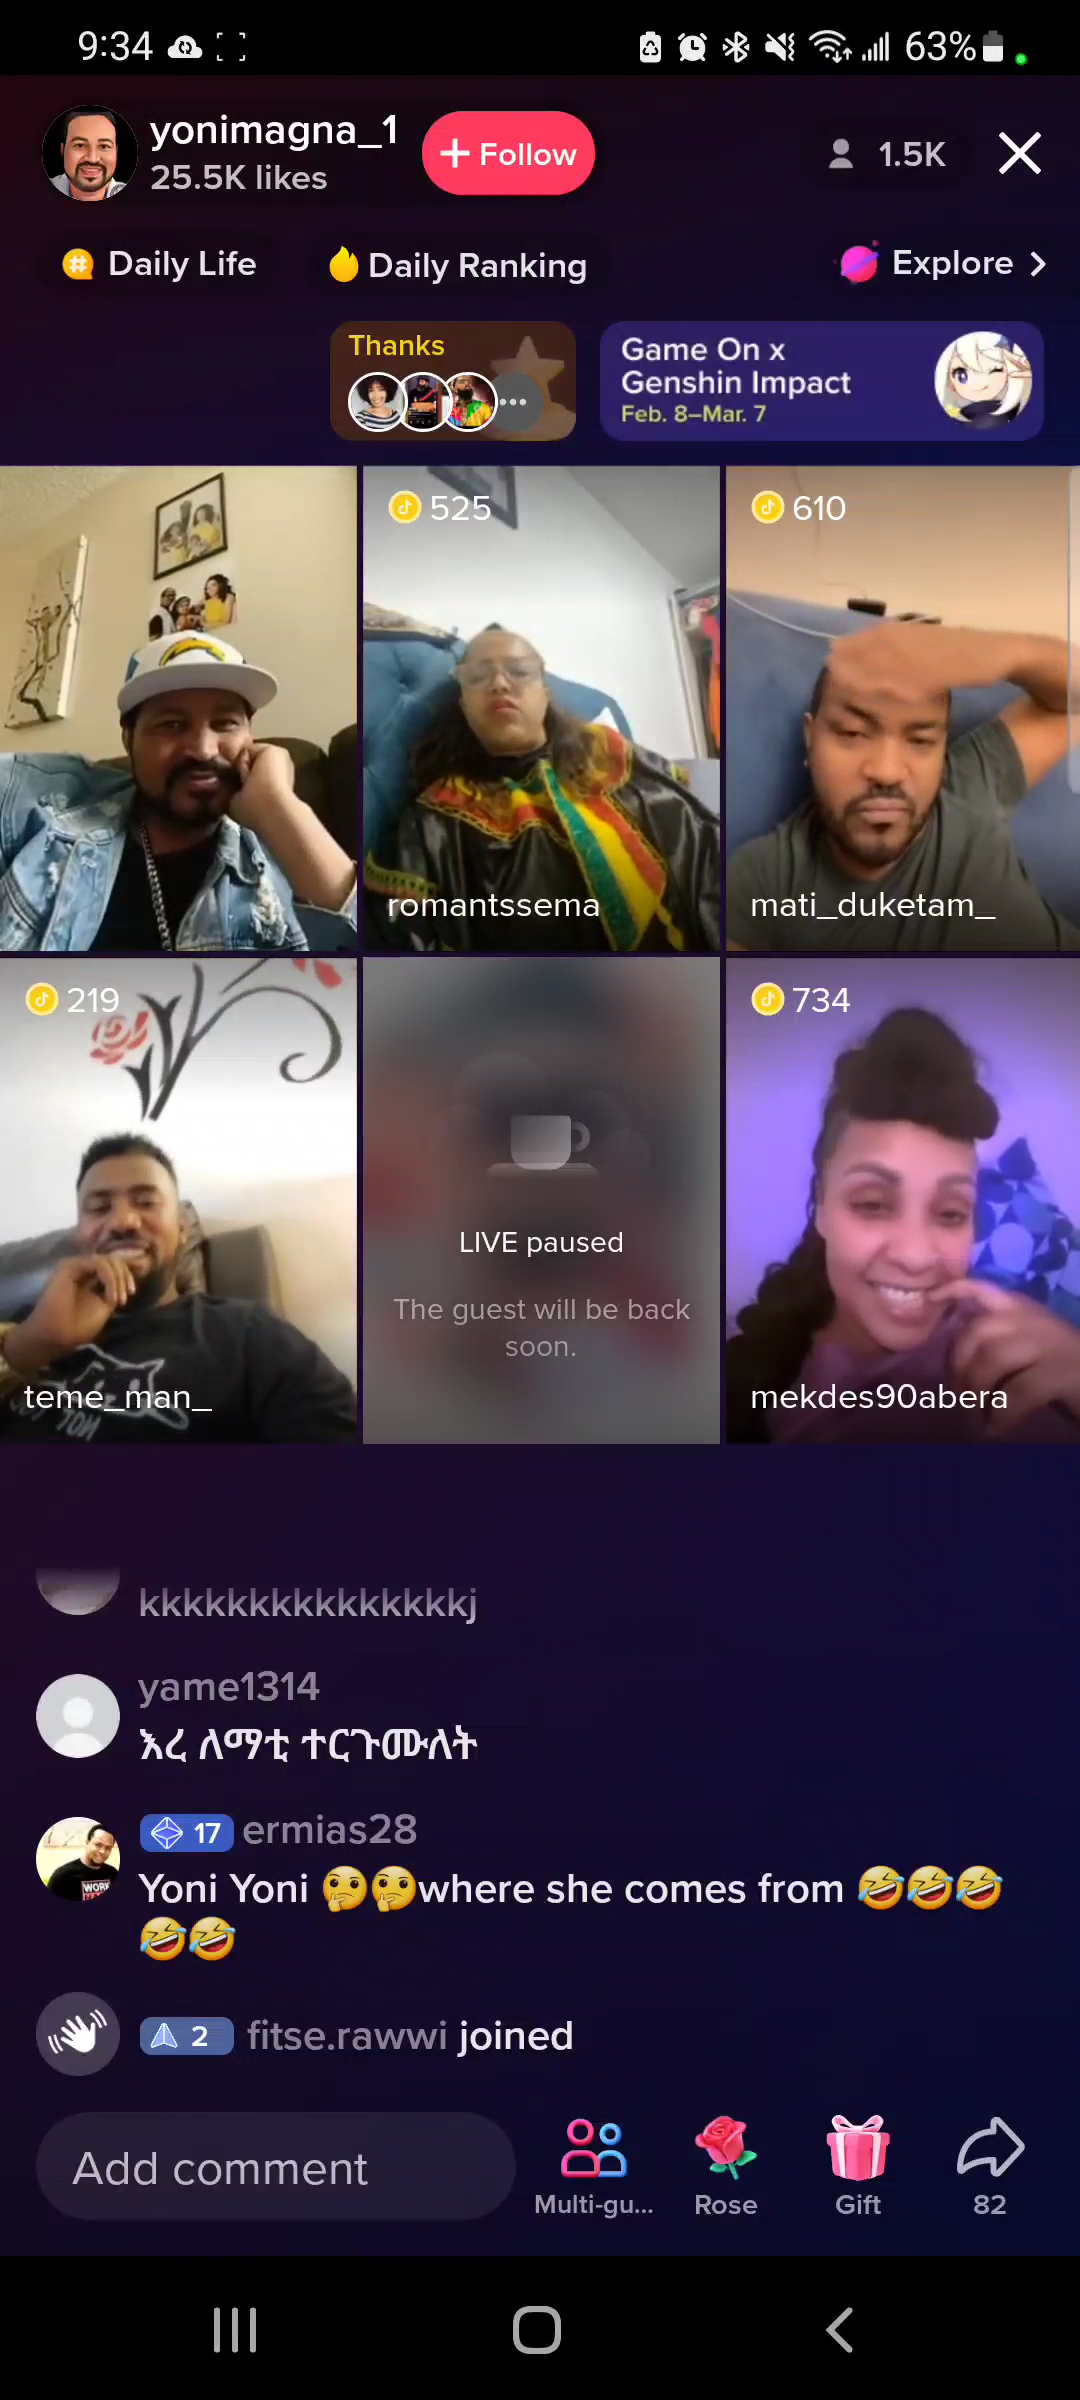 9:34
63%
yonimagna_1
25.5K likes
+ Follow
1.5K
Daily Life
Daily Ranking
Explore
Thanks
Game On x
Genshin Impact
Feb. 8–Mar. 7
525
610
romantssema
mati_duketam_
219
734
LIVE paused
The guest will be back
soon.
teme_man_
mekdes90abera
kkkkkkkkkkkkkkkj
yame1314
እረ ለማቲ ተርጉሙለት
17 ermias28
Yoni Yoni 🤔🤔where she comes from 🤣🤣🤣
🤣🤣
2 fitse.rawwi joined
Add comment
Multi-gu...
Rose
Gift
82